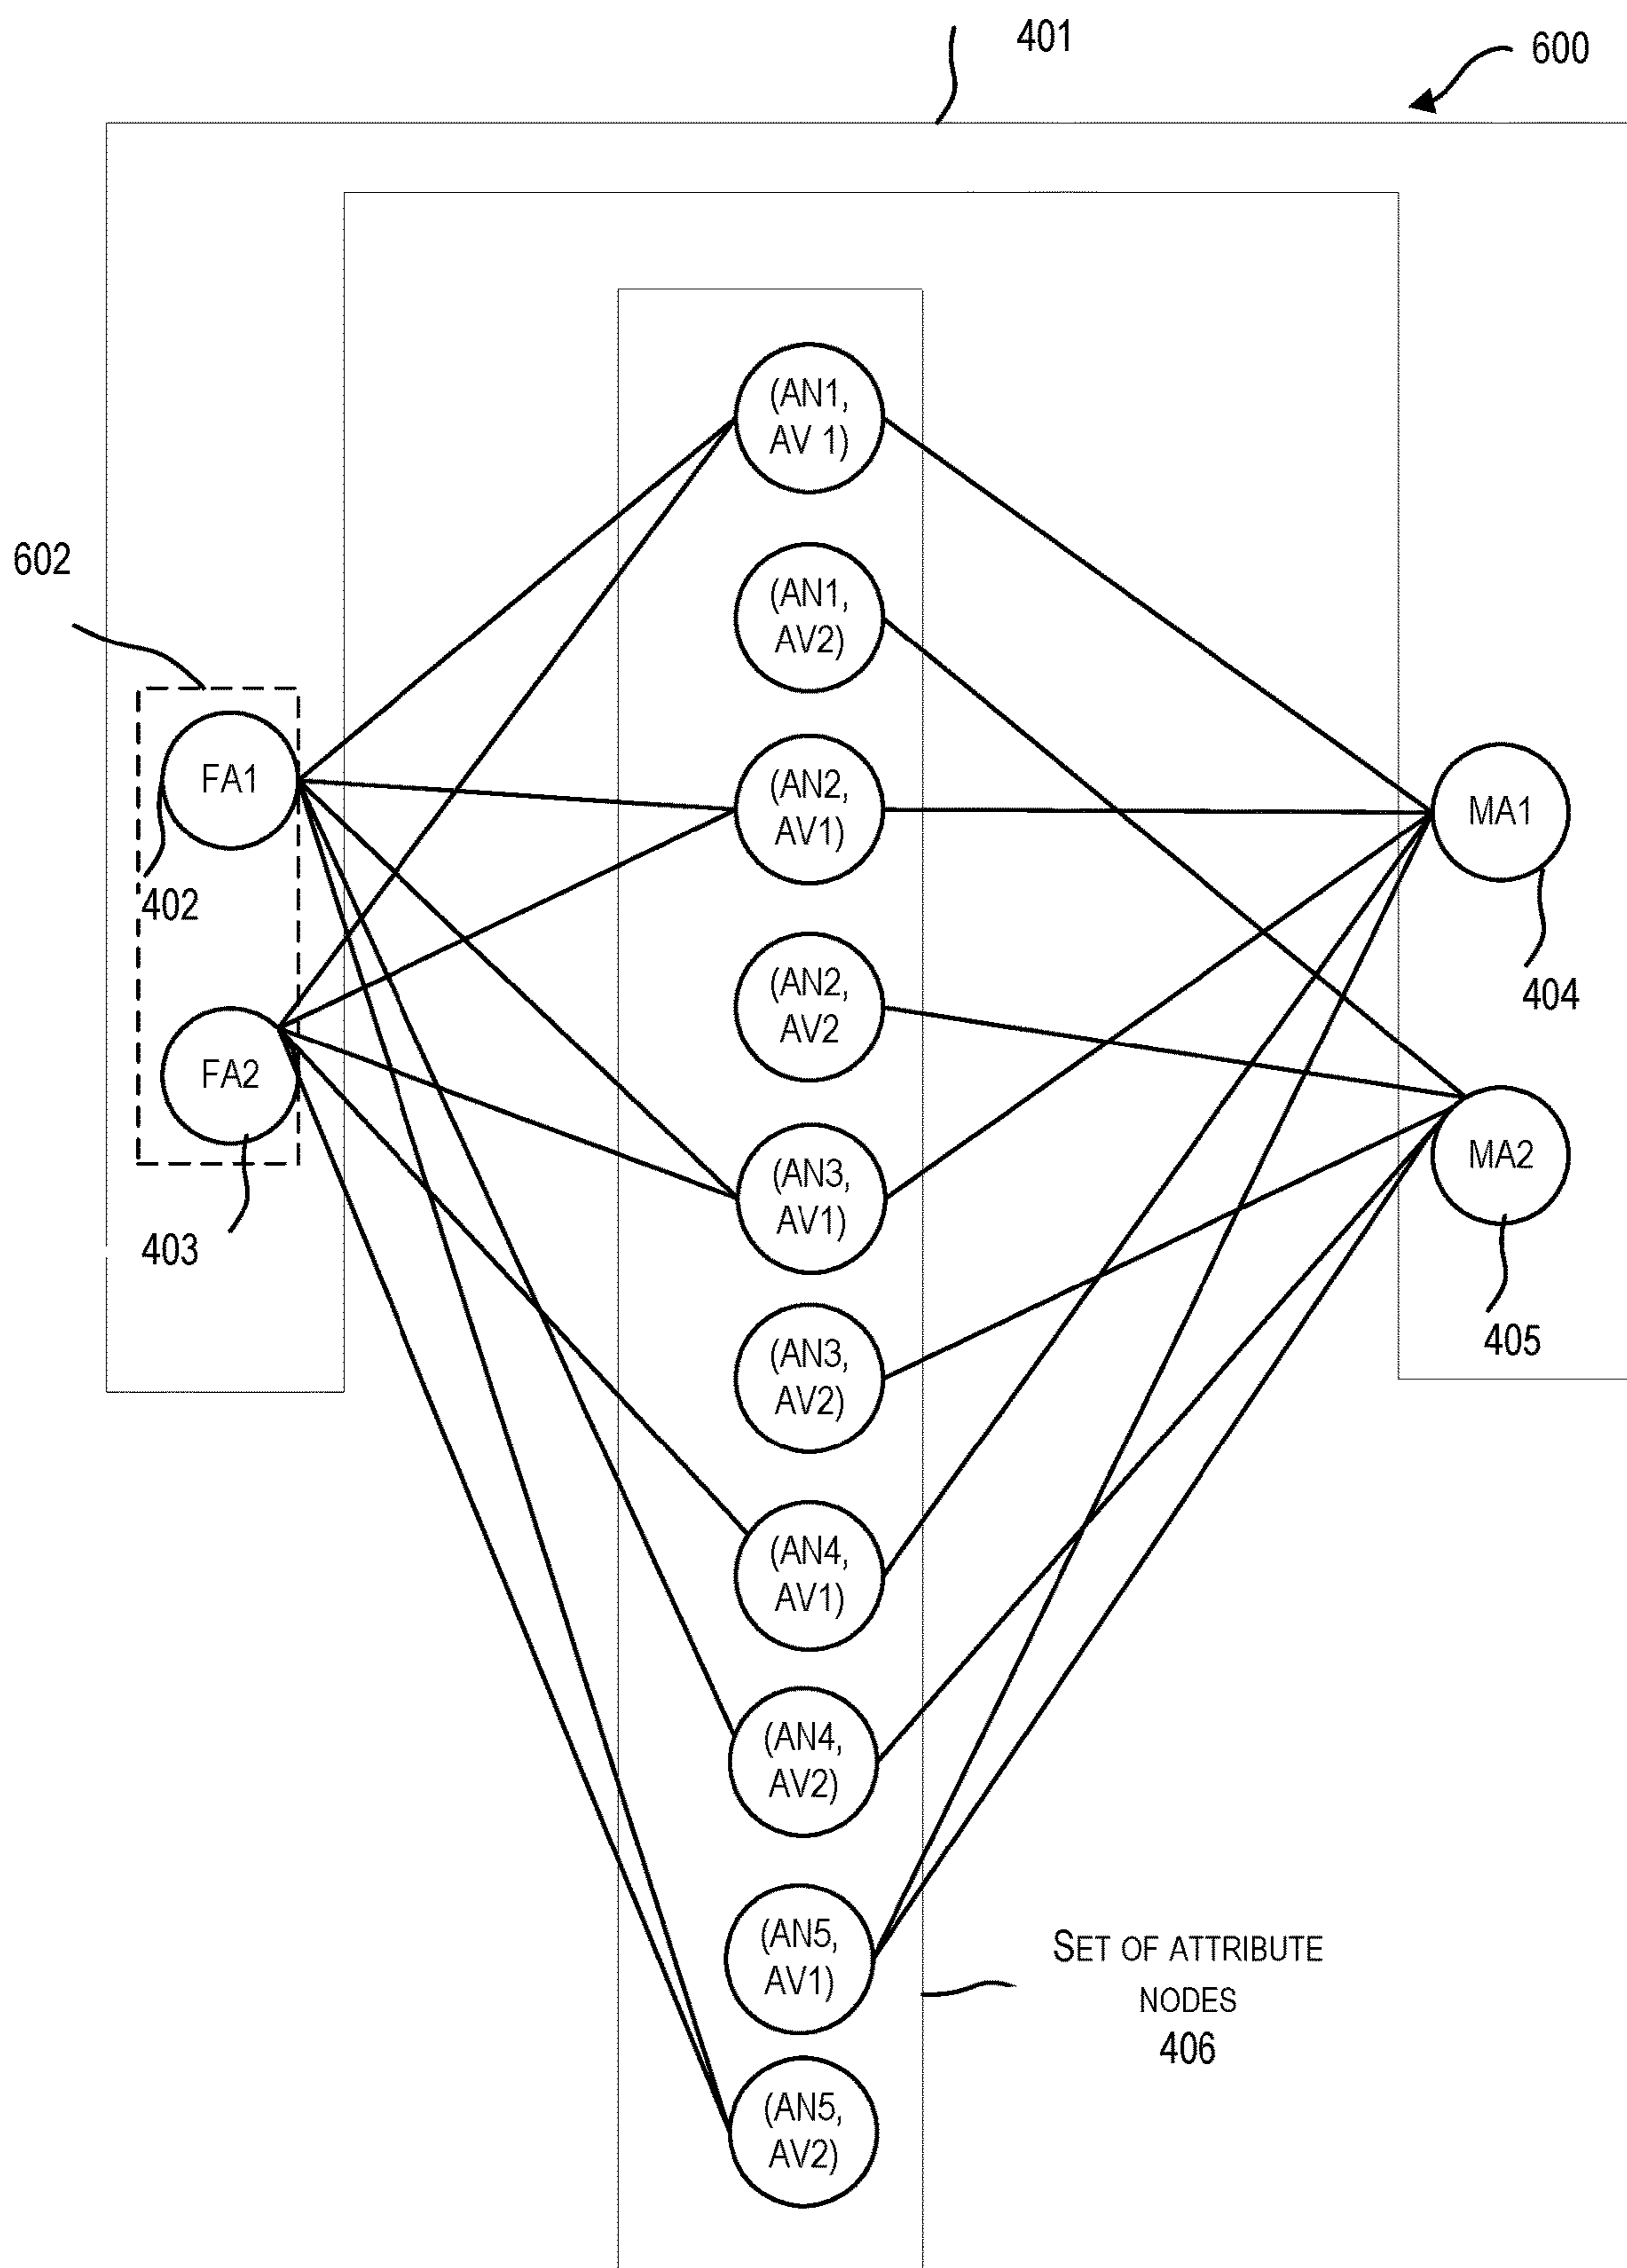 401
600
(AN1,
AV 1)
602
(AN1,
AV2)
FA1
(AN2,
AV1)
MA1
402
(AN2,
AV2
404
FA2
(AN3,
AV1)
MA2
403
(AN3,
AV2)
405
(AN4,
AV1)
(AN4,
AV2)
(AN5,
AV1)
SET OF ATTRIBUTE
NODES
406
(AN5,
AV2)